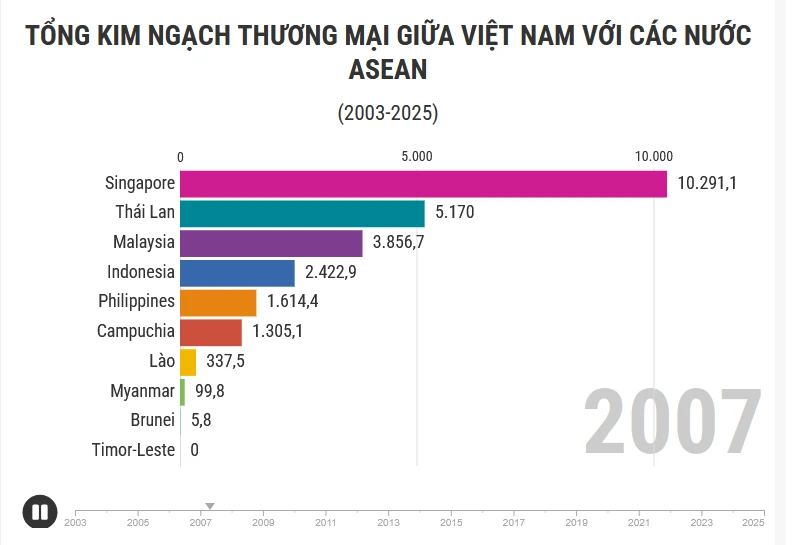 TỔNG KIM NGẠCH THƯƠNG MẠI GIỮA VIỆT NAM VỚI CÁC NƯỚC
ASEAN
(2003-2025)
0 5.000 10.000
Singapore 10.291,1
Thái Lan 5.170
Malaysia 3.856,7
Indonesia 2.422,9
Philippines 1.614,4
Campuchia 1.305,1
Lào 337,5
Myanmar 99,8
Brunei 5,8
Timor-Leste 0
2007
2003 2005 2007 2009 2011 2013 2015 2017 2019 2021 2023 2025